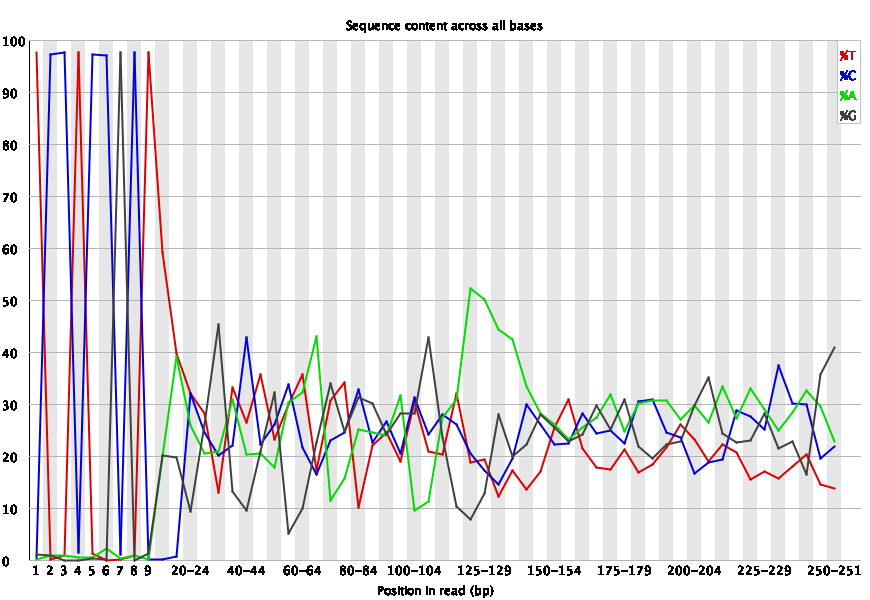 Sequence content across all bases
100
90
80
70
60
50
40
30
20
10
0
%T
%C
%A
%G
1 2 3 4 5 6 7 8 9 20-24 40-44 60-64 80-84 100-104 125-129 150-154 175-179 200-204 225-229 250-251
Position in read (bp)